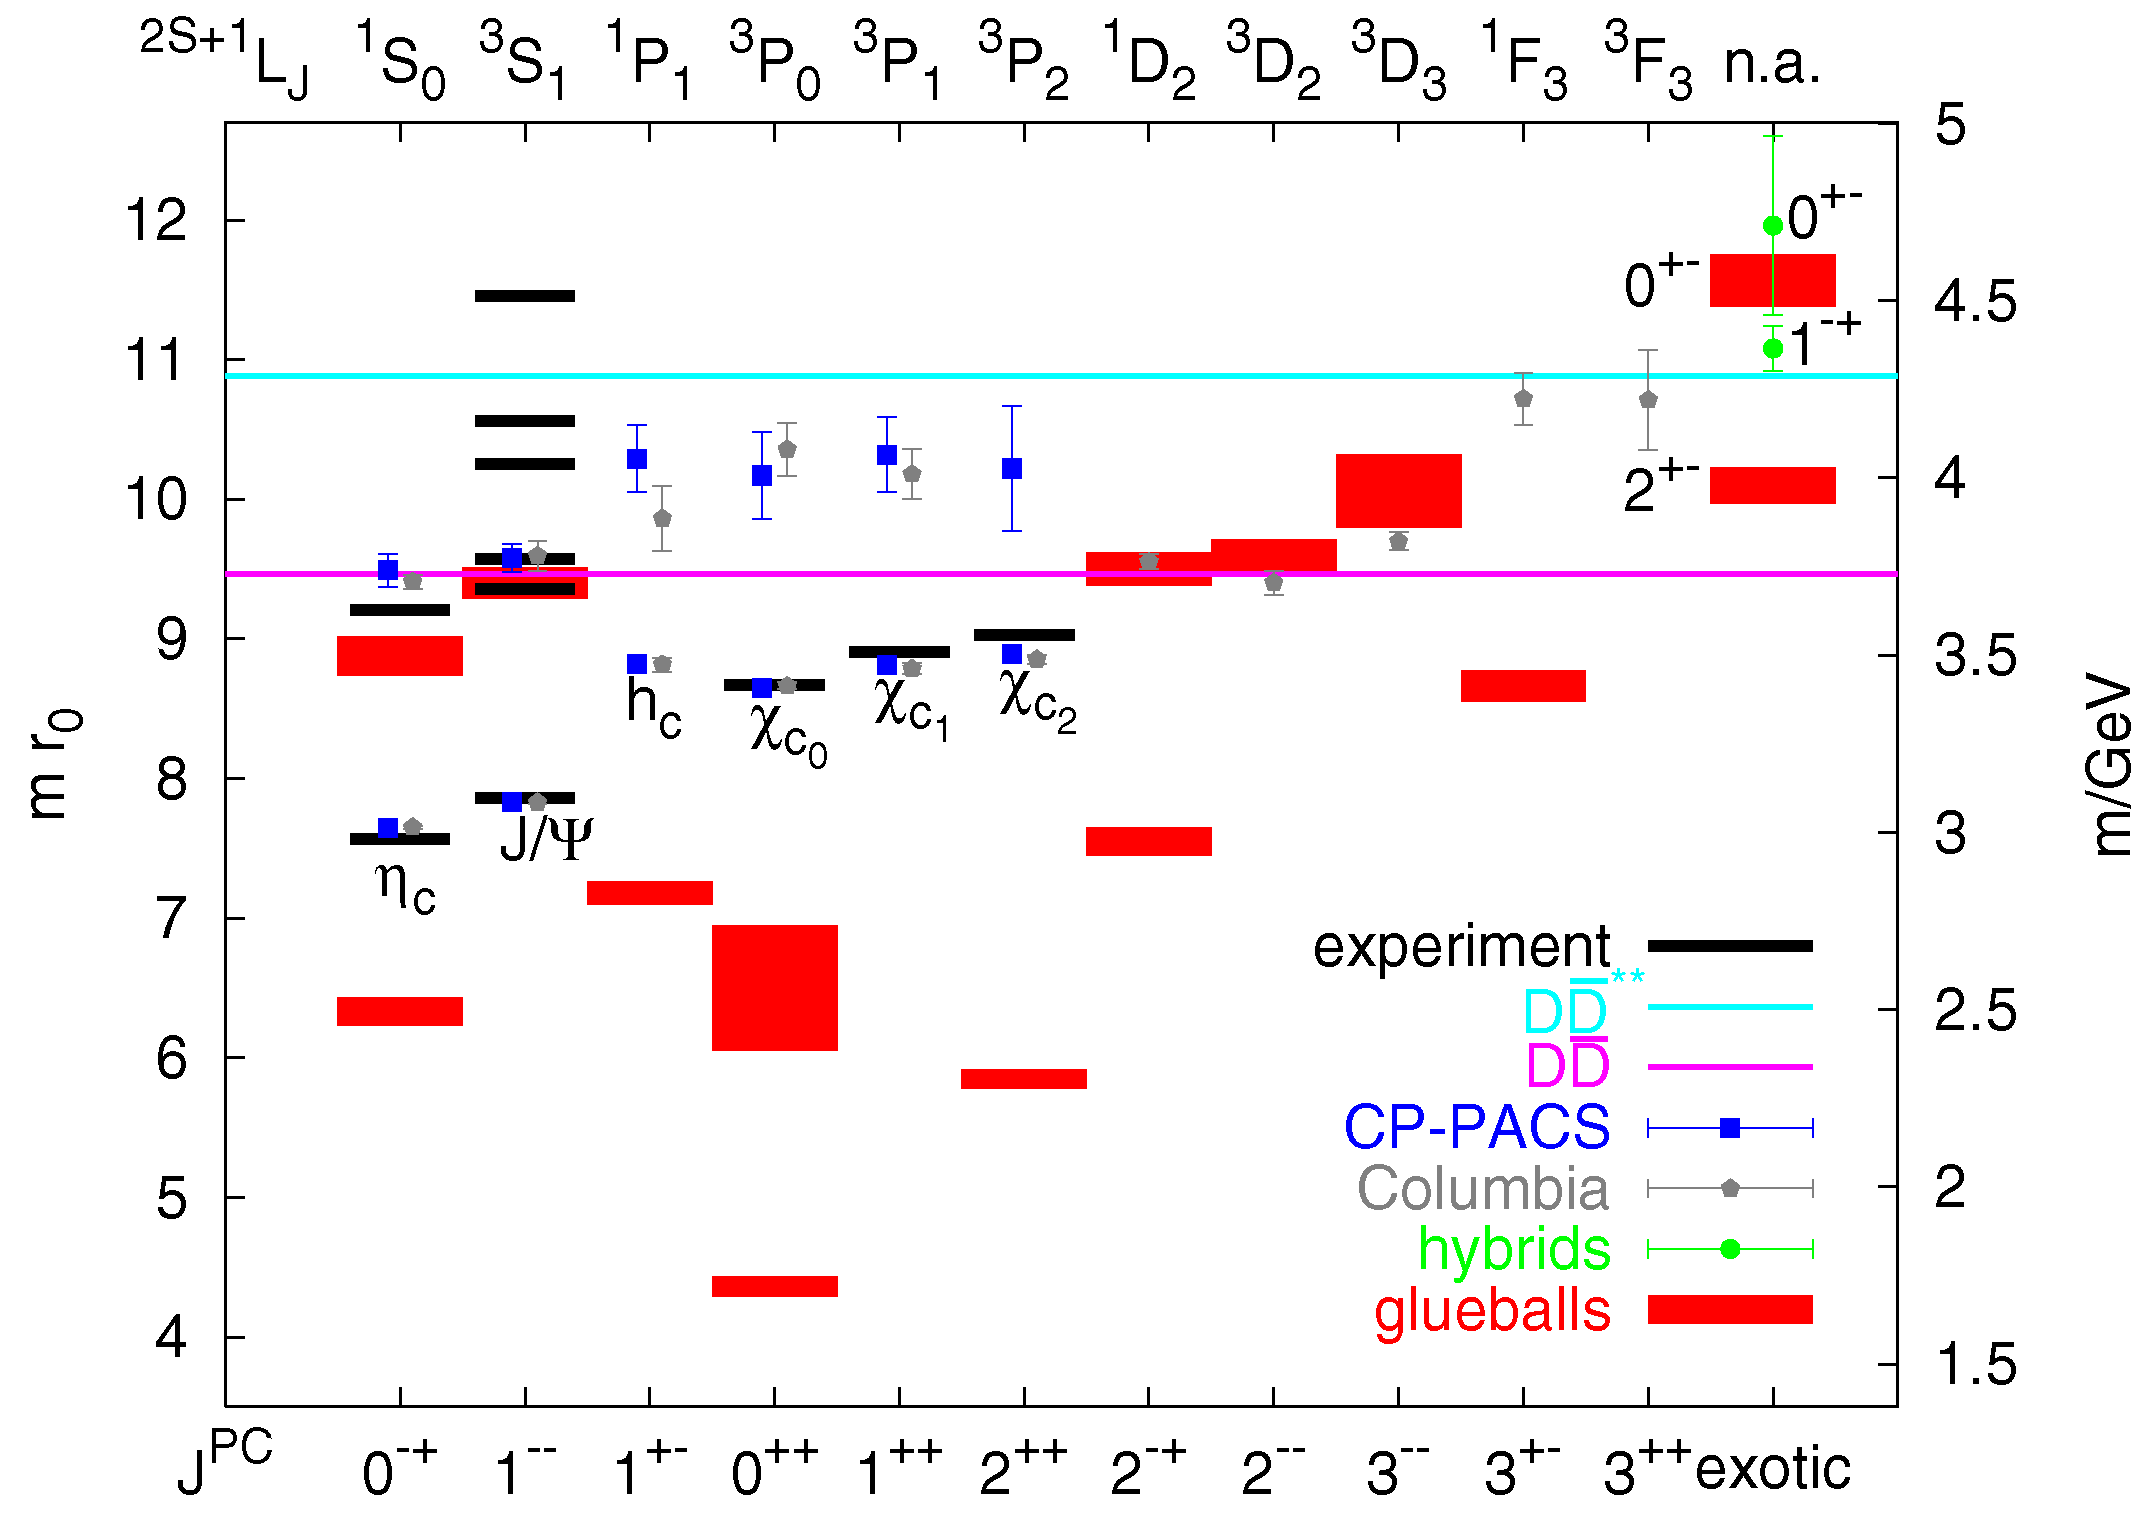 2S+1LJ 1S0 3S1 1P1 3P0 3P1 3P2 1D2 3D2 3D3 1F3 3F3 n.a.
5
12
0+-
0+-
4.5
1-+
11
4
2+-
10
9
3.5
hc
χc0
χc1
χc2
m r0
m/GeV
8
3
J/Ψ
ηc
7
experiment
2.5
DD̅**
6
DD̅
CP-PACS
5
Columbia
2
hybrids
glueballs
4
1.5
JPC 0-+ 1-- 1+- 0++ 1++ 2++ 2-+ 2-- 3-- 3+- 3++ exotic